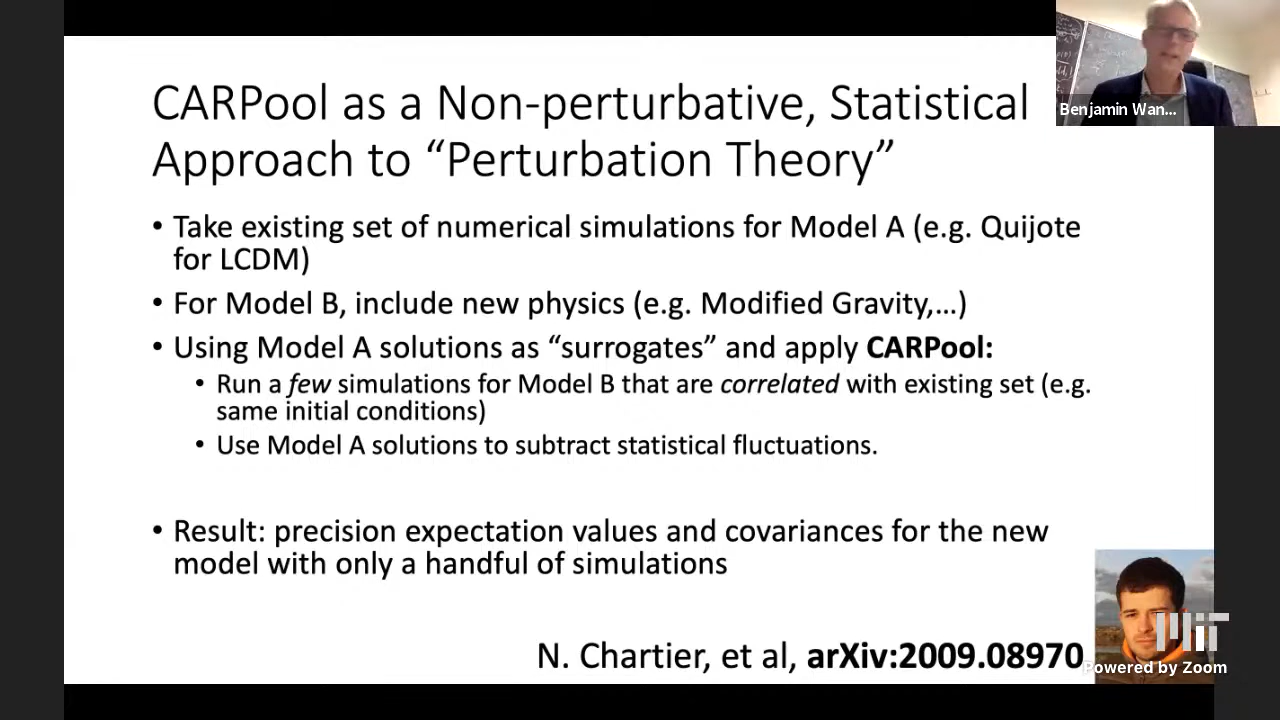 CARPool as a Non-perturbative, Statistical
Approach to “Perturbation Theory”
Benjamin Wan...
• Take existing set of numerical simulations for Model A (e.g. Quijote
for LCDM)
• For Model B, include new physics (e.g. Modified Gravity,…)
• Using Model A solutions as “surrogates” and apply CARPool:
• Run a few simulations for Model B that are correlated with existing set (e.g.
same initial conditions)
• Use Model A solutions to subtract statistical fluctuations.
• Result: precision expectation values and covariances for the new
model with only a handful of simulations
N. Chartier, et al, arXiv:2009.08970
MIT
Powered by Zoom